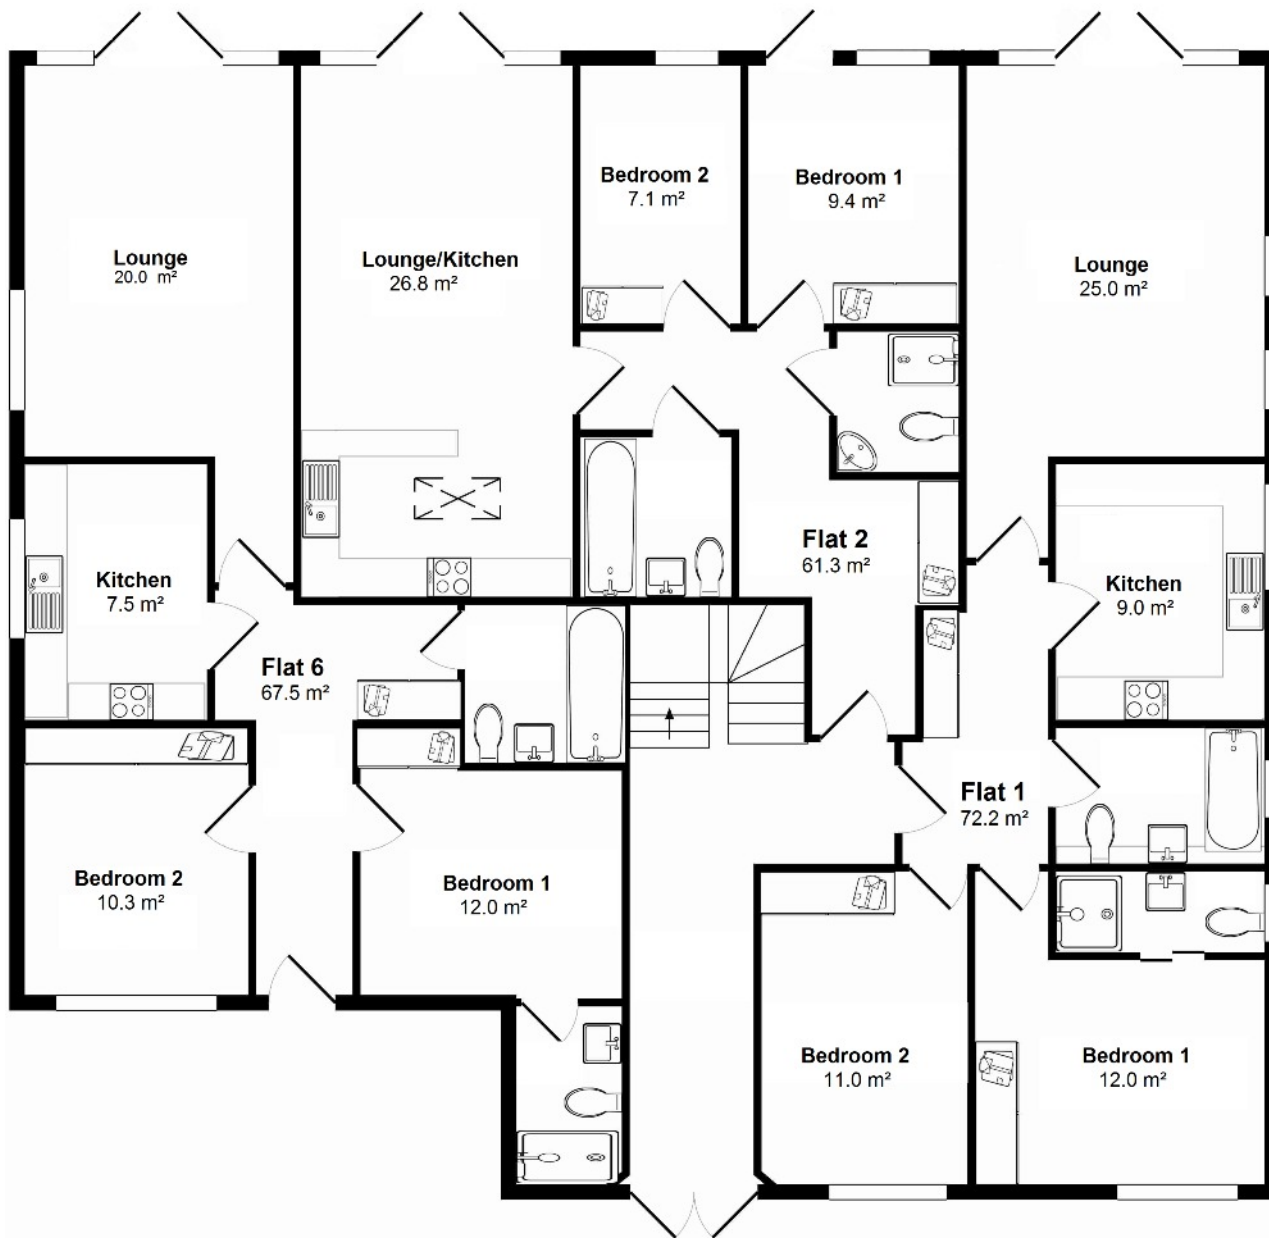 Bedroom 2
7.1 m²
Bedroom 1
9.4 m²
Lounge
20.0 m²
Lounge/Kitchen
26.8 m²
Lounge
25.0 m²
Flat 2
61.3 m²
Kitchen
7.5 m²
Kitchen
9.0 m²
Flat 6
67.5 m²
Flat 1
72.2 m²
Bedroom 2
10.3 m²
Bedroom 1
12.0 m²
Bedroom 2
11.0 m²
Bedroom 1
12.0 m²